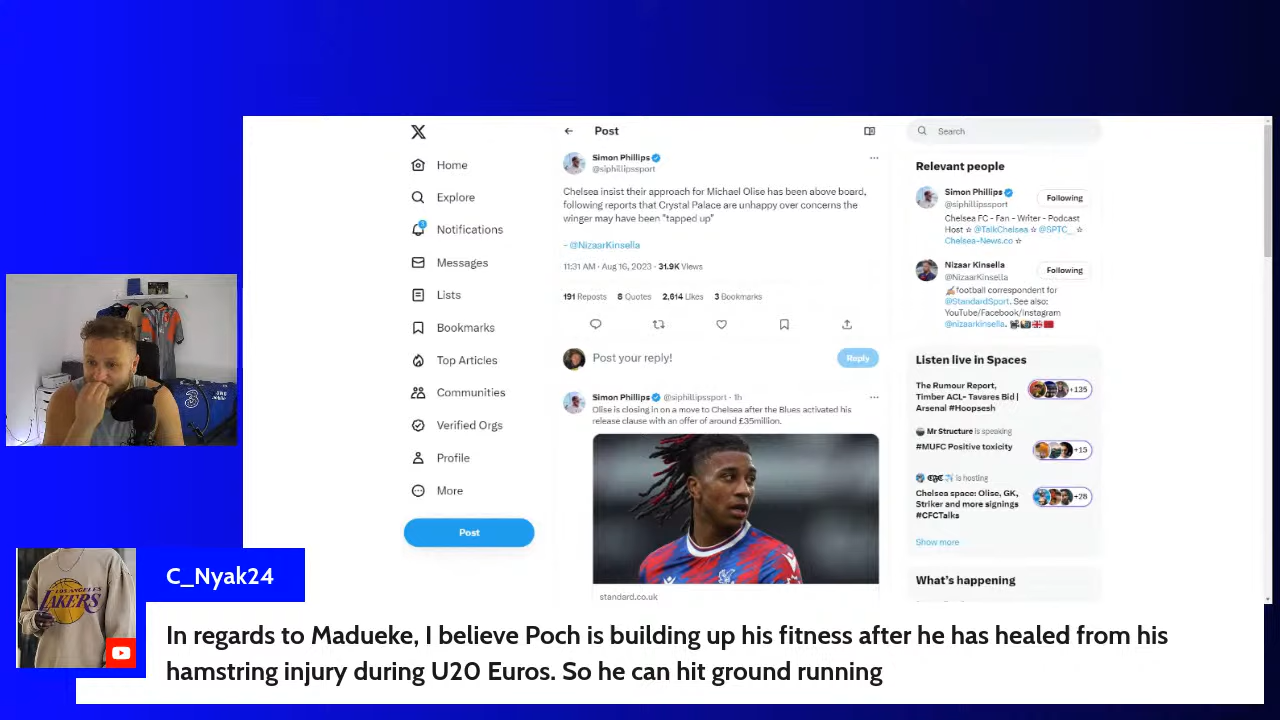 Post
Search
Home
Explore
Notifications
Messages
Lists
Bookmarks
Top Articles
Communities
Verified Orgs
Profile
More
Post
Simon Phillips
@siphillipssport
Chelsea insist their approach for Michael Olise has been above board,
following reports that Crystal Palace are unhappy over concerns the
winger may have been "tapped up"
- @NizaarKinsella
11:31 AM · Aug 16, 2023 · 31.9K Views
191 Reposts 8 Quotes 2,614 Likes 3 Bookmarks
Post your reply!
Reply
Simon Phillips @siphillipssport · 1h
Olise is closing in on a move to Chelsea after the Blues activated his
release clause with an offer of around £35million.
standard.co.uk
Relevant people
Simon Phillips
@siphillipssport
Following
Chelsea FC - Fan - Writer - Podcast
Host ☆ @TalkChelsea ☆ @SPTC_ ☆
Chelsea-News.co ☆
Nizaar Kinsella
@NizaarKinsella
Following
football correspondent for
@StandardSport. See also:
YouTube/Facebook/Instagram
@nizaarkinsella.
Listen live in Spaces
The Rumour Report,
Timber ACL- Tavares Bid |
Arsenal #Hoopsesh
+135
Mr Structure is speaking
#MUFC Positive toxicity
+15
is hosting
Chelsea space: Olise, GK,
Striker and more signings
#CFCTalks
+28
Show more
What's happening
3
LOS ANGELES
LAKERS
C_Nyak24
In regards to Madueke, I believe Poch is building up his fitness after he has healed from his
hamstring injury during U20 Euros. So he can hit ground running